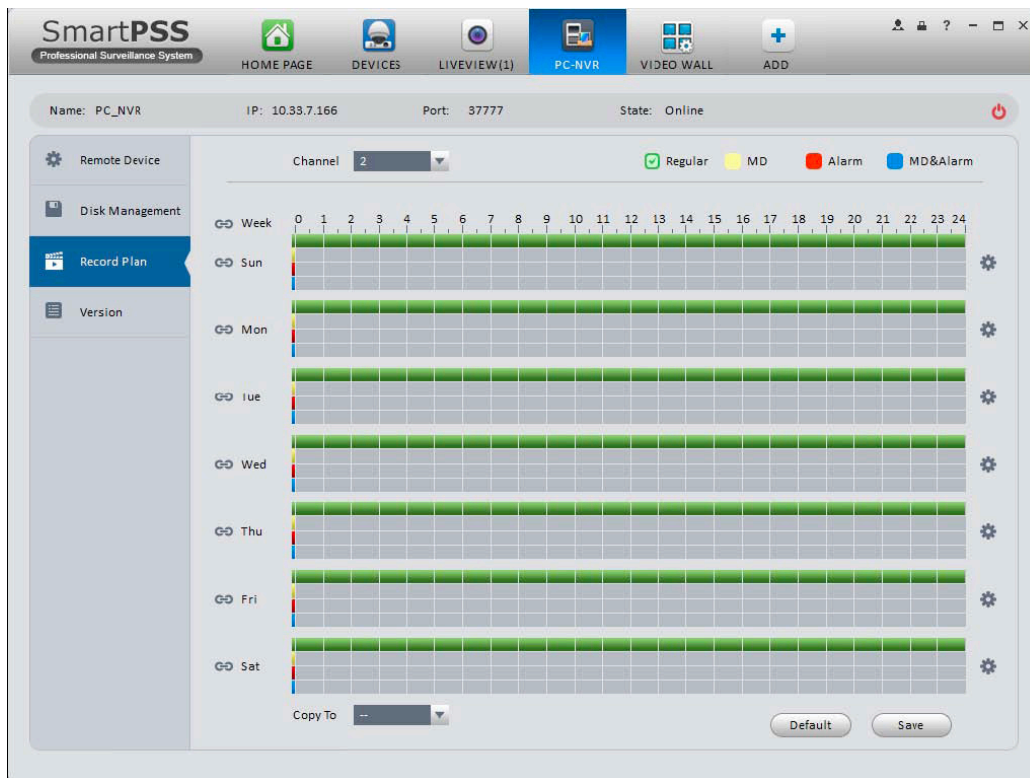 SmartPSS
Professional Surveillance System
HOME PAGE
DEVICES
LIVEVIEW(1)
PC-NVR
VIDEO WALL
ADD
?
Name: PC_NVR
IP: 10.33.7.166
Port: 37777
State: Online
Remote Device
Disk Management
Record Plan
Version
Channel 2
Regular
MD
Alarm
MD&Alarm
Week 0 1 2 3 4 5 6 7 8 9 10 11 12 13 14 15 16 17 18 19 20 21 22 23 24
Sun
Mon
Tue
Wed
Thu
Fri
Sat
Copy To --
Default
Save